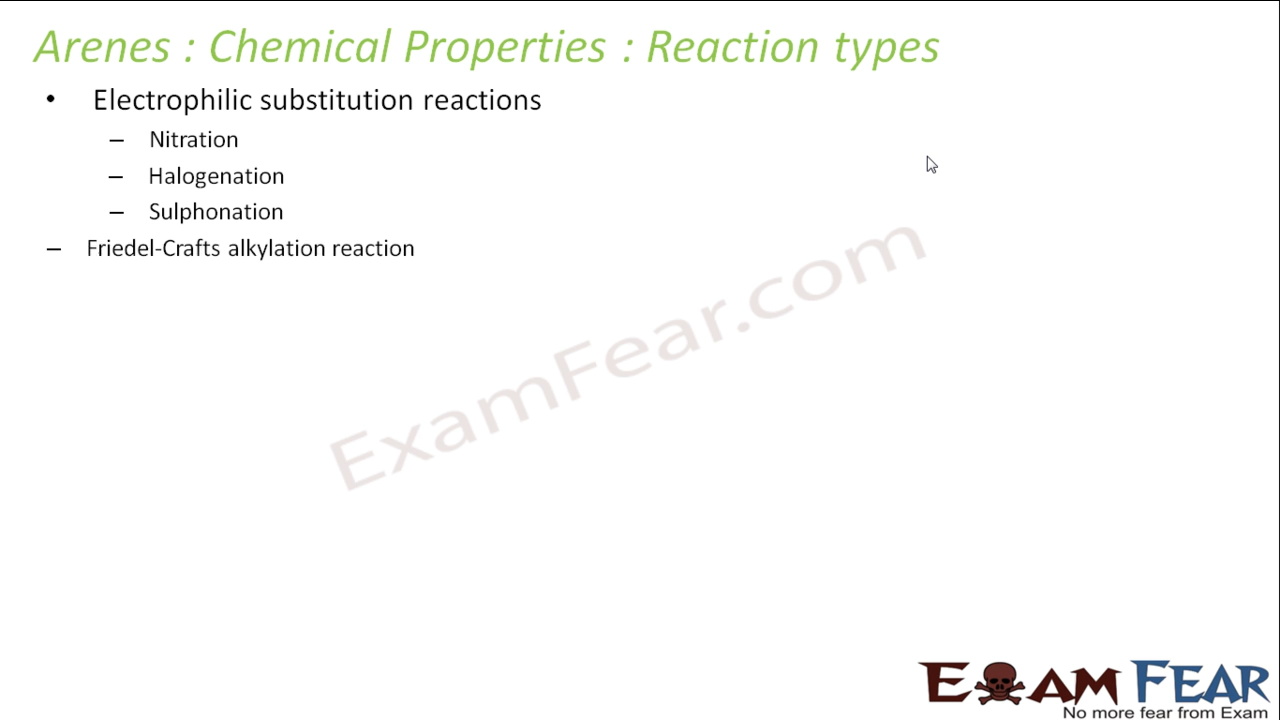 Arenes : Chemical Properties : Reaction types
• Electrophilic substitution reactions
– Nitration
– Halogenation
– Sulphonation
– Friedel-Crafts alkylation reaction
ExamFear.com
EXAM FEAR
No more fear from Exam